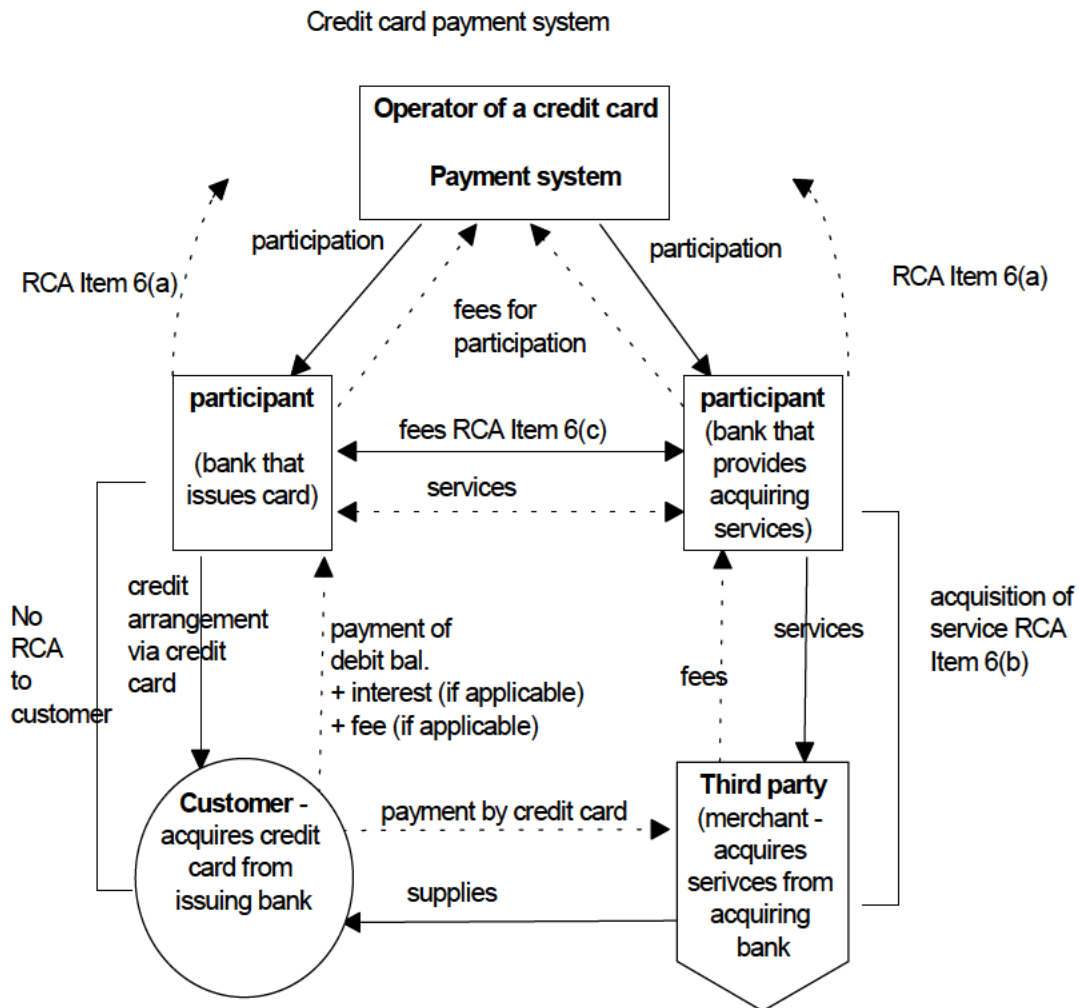 Credit card payment system
Operator of a credit card
Payment system
participation
participation
RCA Item 6(a)
RCA Item 6(a)
fees for
participation
participant
(bank that
issues card)
fees RCA Item 6(c)
services
participant
(bank that
provides
acquiring
services)
No
RCA
to
customer
credit
arrangement
via credit
card
payment of
debit bal.
+ interest (if applicable)
+ fee (if applicable)
fees
services
acquisition of
service RCA
Item 6(b)
Customer -
acquires credit
card from
issuing bank
payment by credit card
supplies
Third party
(merchant -
acquires
serivces from
acquiring
bank